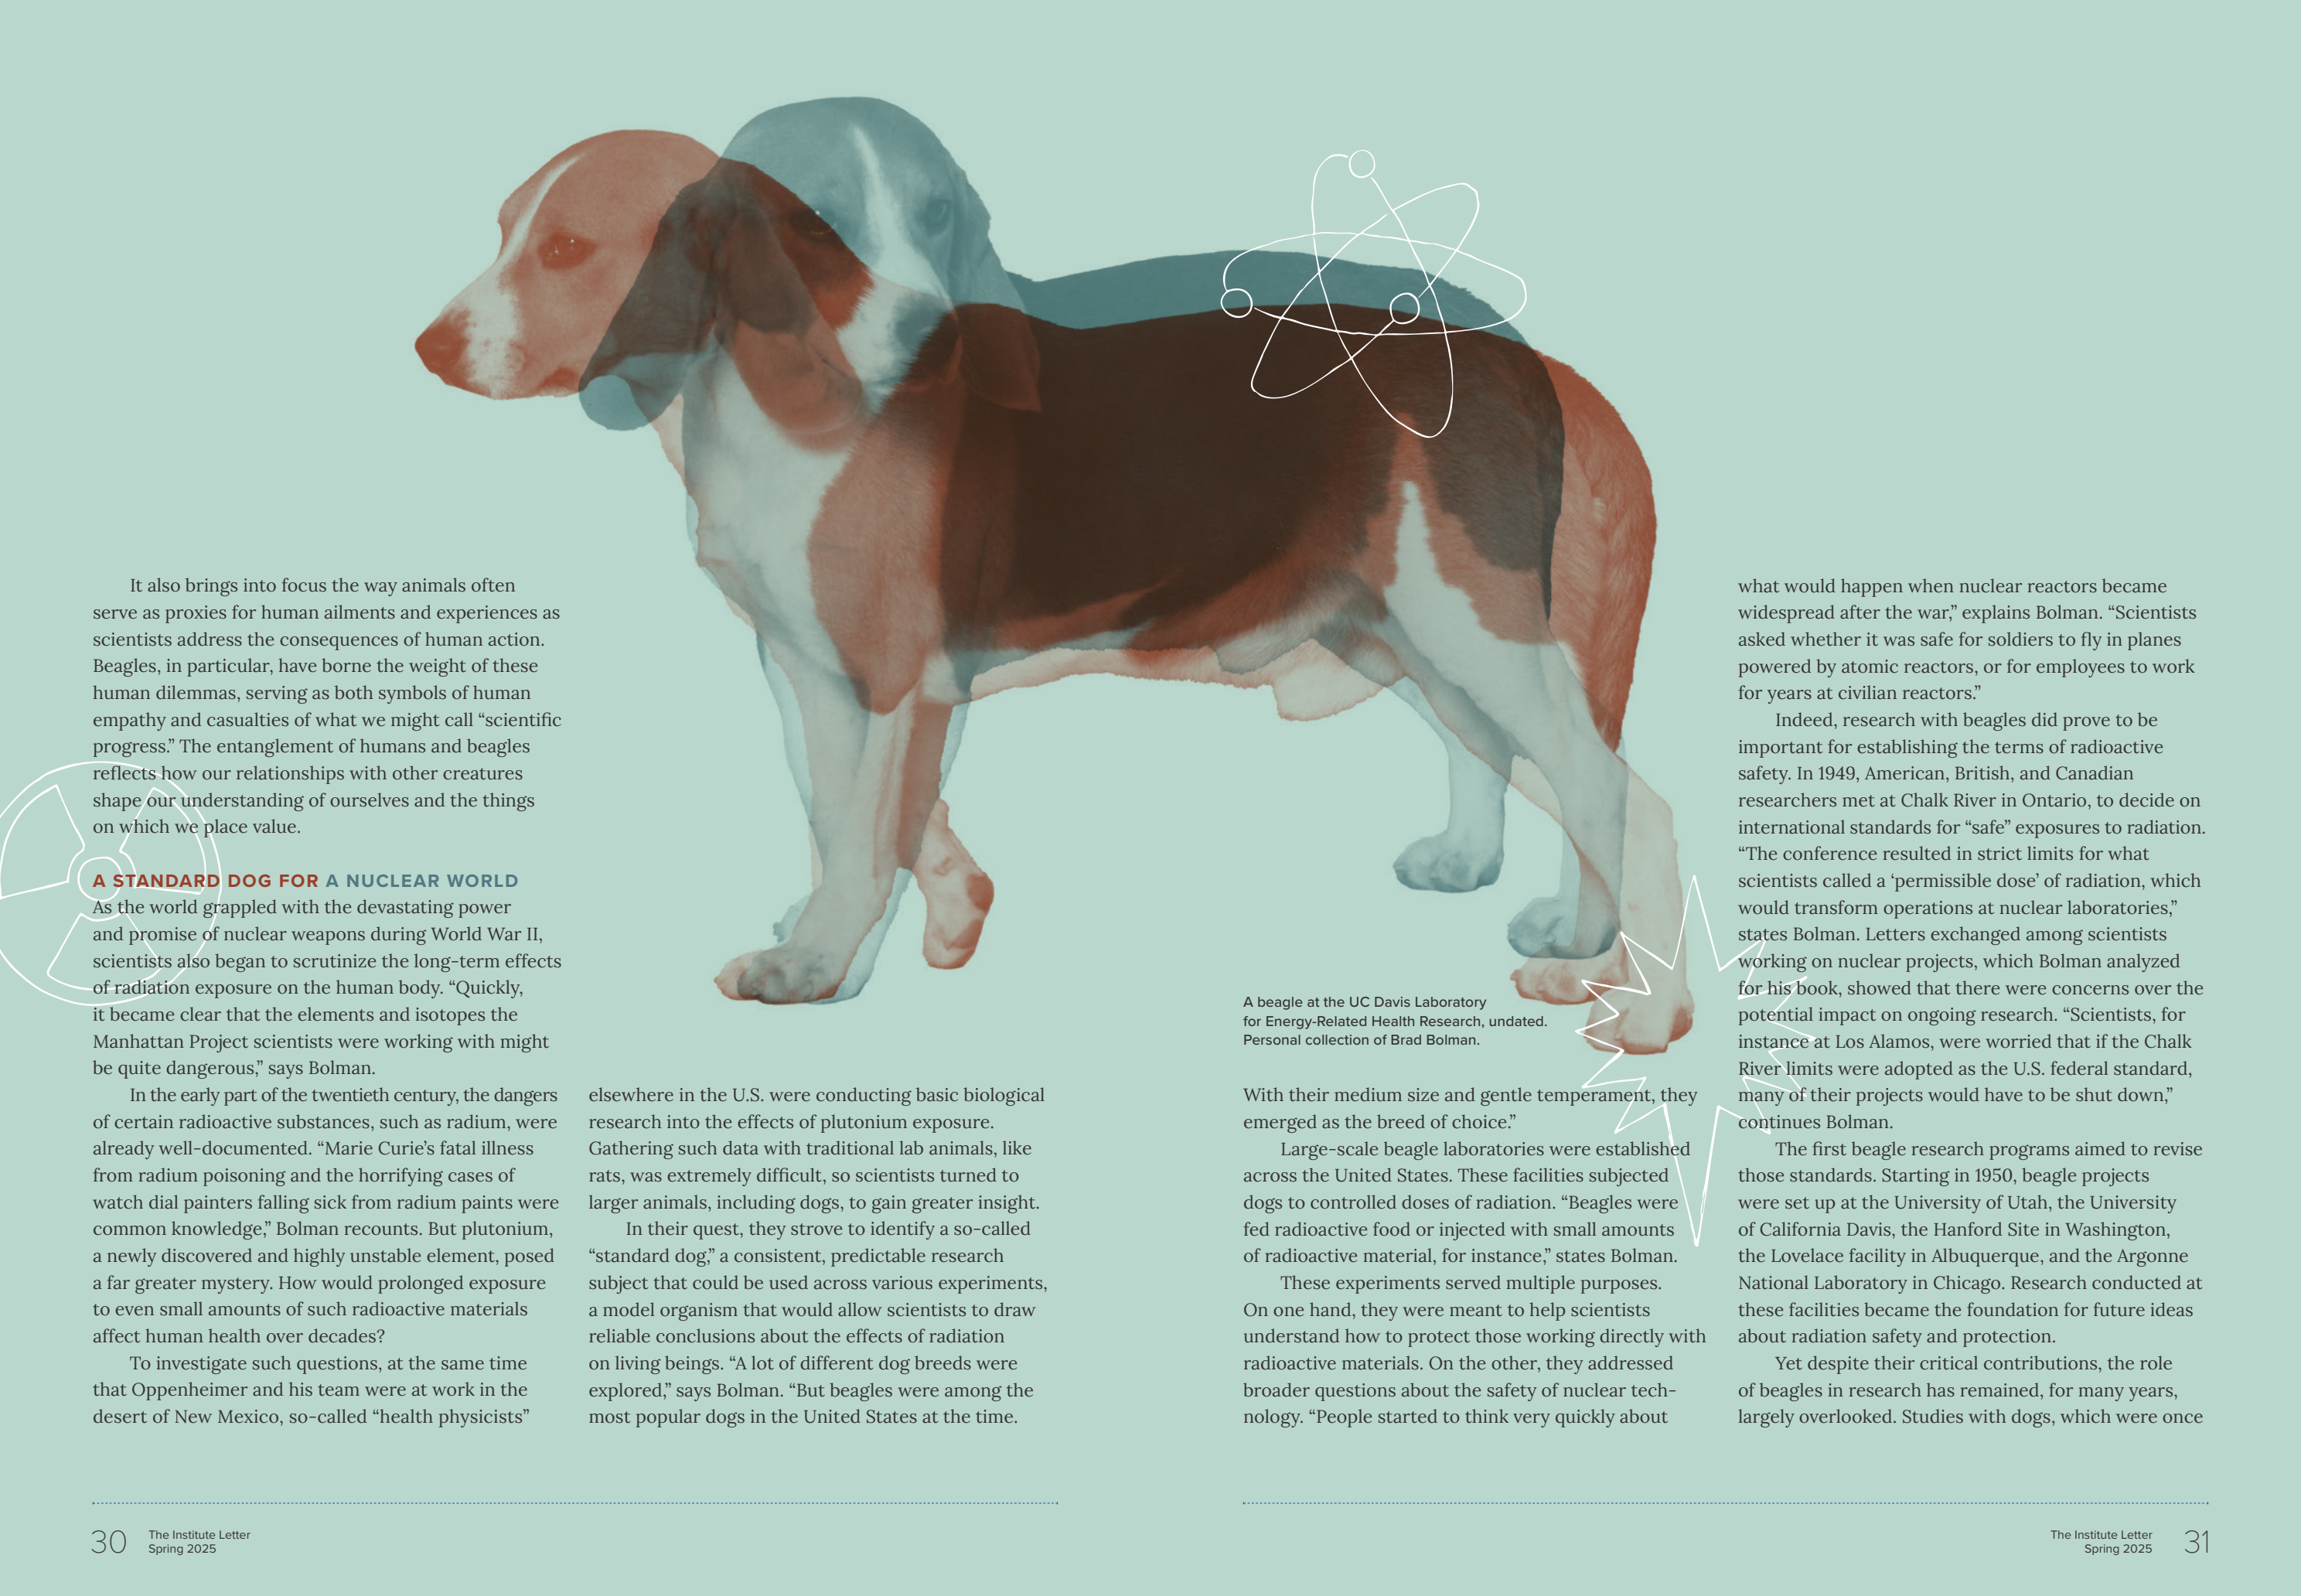 It also brings into focus the way animals often
serve as proxies for human ailments and experiences as
scientists address the consequences of human action.
Beagles, in particular, have borne the weight of these
human dilemmas, serving as both symbols of human
empathy and casualties of what we might call “scientific
progress.” The entanglement of humans and beagles
reflects how our relationships with other creatures
shape our understanding of ourselves and the things
on which we place value.
A STANDARD DOG FOR A NUCLEAR WORLD
As the world grappled with the devastating power
and promise of nuclear weapons during World War II,
scientists also began to scrutinize the long-term effects
of radiation exposure on the human body. “Quickly,
it became clear that the elements and isotopes the
Manhattan Project scientists were working with might
be quite dangerous,” says Bolman.
In the early part of the twentieth century, the dangers
of certain radioactive substances, such as radium, were
already well-documented. “Marie Curie’s fatal illness
from radium poisoning and the horrifying cases of
watch dial painters falling sick from radium paints were
common knowledge,” Bolman recounts. But plutonium,
a newly discovered and highly unstable element, posed
a far greater mystery. How would prolonged exposure
to even small amounts of such radioactive materials
affect human health over decades?
To investigate such questions, at the same time
that Oppenheimer and his team were at work in the
desert of New Mexico, so-called “health physicists”
elsewhere in the U.S. were conducting basic biological
research into the effects of plutonium exposure.
Gathering such data with traditional lab animals, like
rats, was extremely difficult, so scientists turned to
larger animals, including dogs, to gain greater insight.
In their quest, they strove to identify a so-called
“standard dog,” a consistent, predictable research
subject that could be used across various experiments,
a model organism that would allow scientists to draw
reliable conclusions about the effects of radiation
on living beings. “A lot of different dog breeds were
explored,” says Bolman. “But beagles were among the
most popular dogs in the United States at the time.
A beagle at the UC Davis Laboratory
for Energy-Related Health Research, undated.
Personal collection of Brad Bolman.
With their medium size and gentle temperament, they
emerged as the breed of choice.”
Large-scale beagle laboratories were established
across the United States. These facilities subjected
dogs to controlled doses of radiation. “Beagles were
fed radioactive food or injected with small amounts
of radioactive material, for instance,” states Bolman.
These experiments served multiple purposes.
On one hand, they were meant to help scientists
understand how to protect those working directly with
radioactive materials. On the other, they addressed
broader questions about the safety of nuclear tech-
nology. “People started to think very quickly about
what would happen when nuclear reactors became
widespread after the war,” explains Bolman. “Scientists
asked whether it was safe for soldiers to fly in planes
powered by atomic reactors, or for employees to work
for years at civilian reactors.”
Indeed, research with beagles did prove to be
important for establishing the terms of radioactive
safety. In 1949, American, British, and Canadian
researchers met at Chalk River in Ontario, to decide on
international standards for “safe” exposures to radiation.
“The conference resulted in strict limits for what
scientists called a ‘permissible dose’ of radiation, which
would transform operations at nuclear laboratories,”
states Bolman. Letters exchanged among scientists
working on nuclear projects, which Bolman analyzed
for his book, showed that there were concerns over the
potential impact on ongoing research. “Scientists, for
instance at Los Alamos, were worried that if the Chalk
River limits were adopted as the U.S. federal standard,
many of their projects would have to be shut down,”
continues Bolman.
The first beagle research programs aimed to revise
those standards. Starting in 1950, beagle projects
were set up at the University of Utah, the University
of California Davis, the Hanford Site in Washington,
the Lovelace facility in Albuquerque, and the Argonne
National Laboratory in Chicago. Research conducted at
these facilities became the foundation for future ideas
about radiation safety and protection.
Yet despite their critical contributions, the role
of beagles in research has remained, for many years,
largely overlooked. Studies with dogs, which were once
30
The Institute Letter
Spring 2025
The Institute Letter
Spring 2025
31